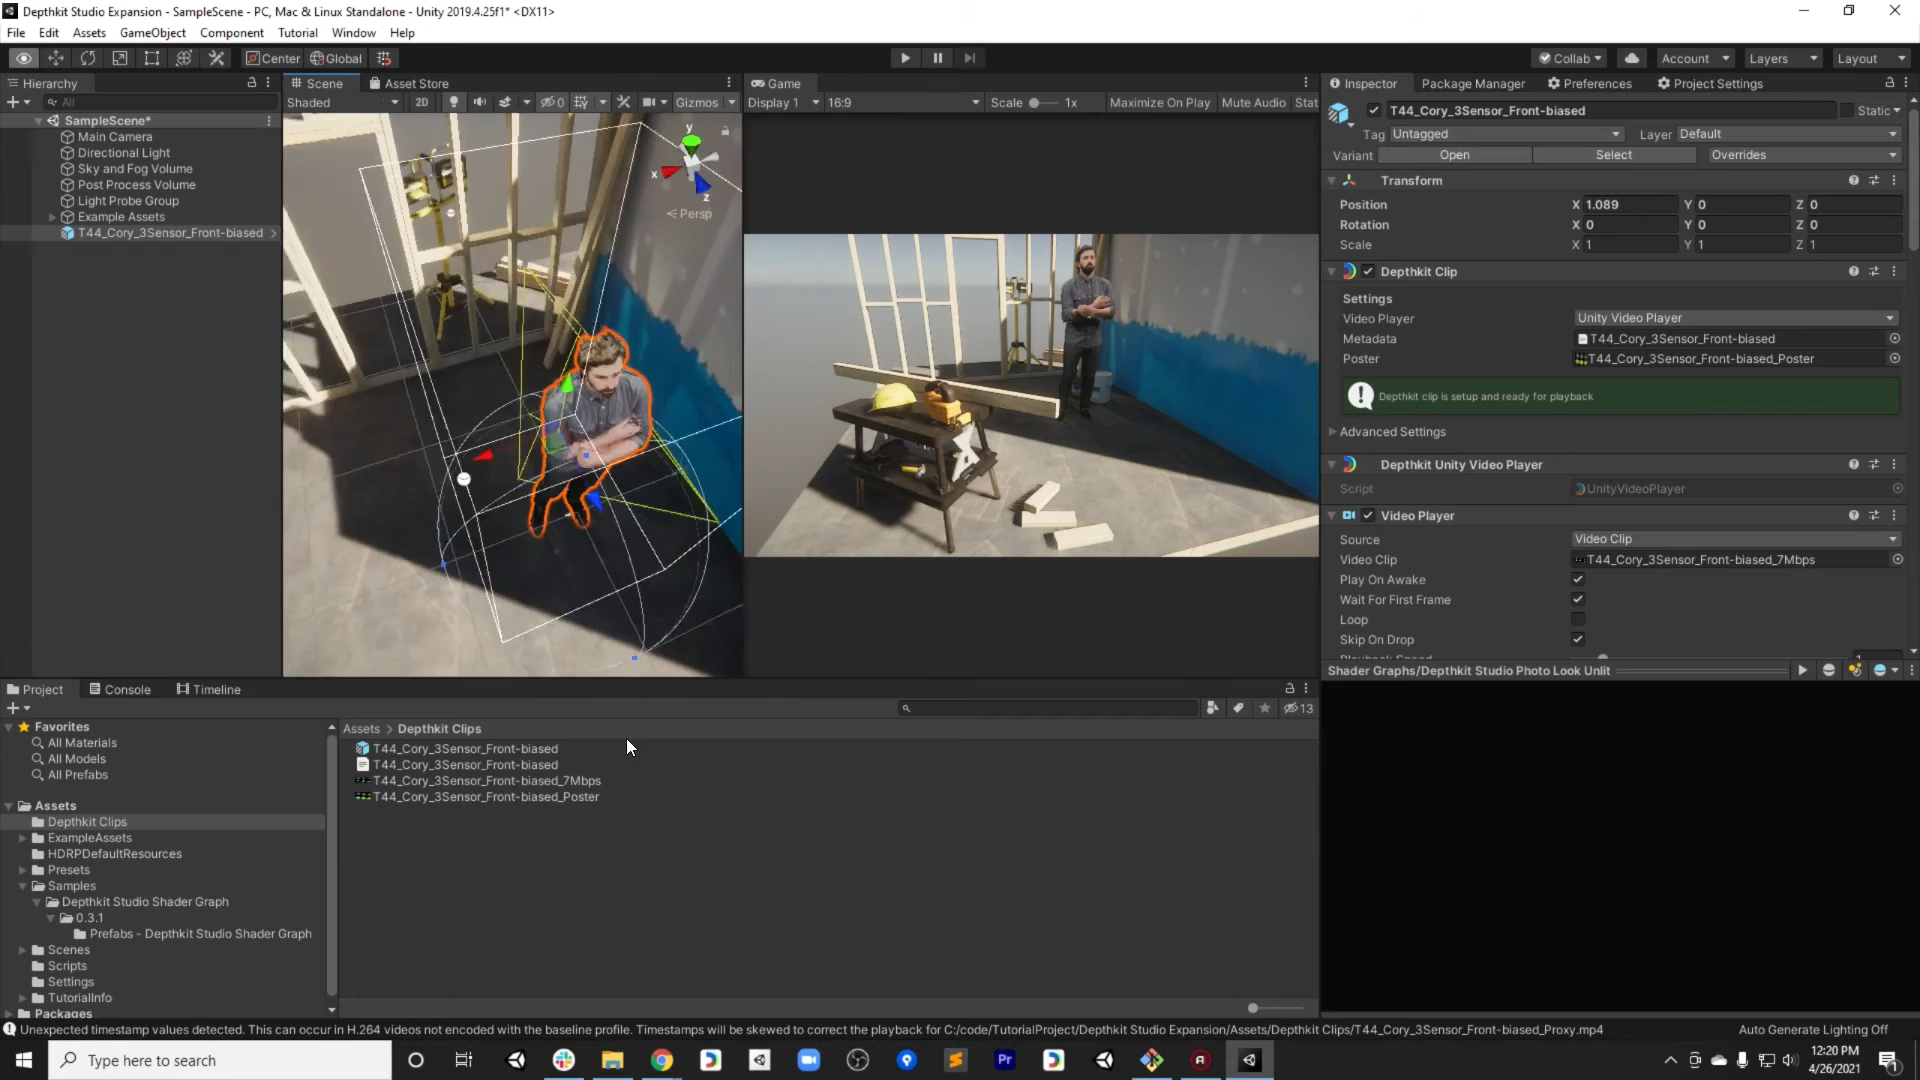 Depthkit Studio Expansion - SampleScene - PC, Mac & Linux Standalone - Unity 2019.4.25f1* <DX11>
File Edit Assets GameObject Component Tutorial Window Help
Center Global Collab Account Layers Layout
Hierarchy
All
SampleScene*
Main Camera
Directional Light
Sky and Fog Volume
Post Process Volume
Light Probe Group
Example Assets
T44_Cory_3Sensor_Front-biased
Scene Asset Store
Shaded 2D 0 Gizmos
y
x
z
Persp
Game
Display 1 16:9 Scale 1x Maximize On Play Mute Audio Stat
Inspector Package Manager Preferences Project Settings
T44_Cory_3Sensor_Front-biased Static
Tag Untagged Layer Default
Variant Open Select Overrides
Transform
Position X 1.089 Y 0 Z 0
Rotation X 0 Y 0 Z 0
Scale X 1 Y 1 Z 1
Depthkit Clip
Settings
Video Player Unity Video Player
Metadata T44_Cory_3Sensor_Front-biased
Poster T44_Cory_3Sensor_Front-biased_Poster
Depthkit clip is setup and ready for playback
Advanced Settings
Depthkit Unity Video Player
Script UnityVideoPlayer
Video Player
Source Video Clip
Video Clip T44_Cory_3Sensor_Front-biased_7Mbps
Play On Awake
Wait For First Frame
Loop
Skip On Drop
Playback Speed 1
Shader Graphs/Depthkit Studio Photo Look Unlit
Project Console Timeline
13
Favorites
All Materials
All Models
All Prefabs
Assets
Depthkit Clips
ExampleAssets
HDRPDefaultResources
Presets
Samples
Depthkit Studio Shader Graph
0.3.1
Prefabs - Depthkit Studio Shader Graph
Scenes
Scripts
Settings
TutorialInfo
Packages
Assets > Depthkit Clips
T44_Cory_3Sensor_Front-biased
T44_Cory_3Sensor_Front-biased
T44_Cory_3Sensor_Front-biased_7Mbps
T44_Cory_3Sensor_Front-biased_Poster
Unexpected timestamp values detected. This can occur in H.264 videos not encoded with the baseline profile. Timestamps will be skewed to correct the playback for C:/code/TutorialProject/Depthkit Studio Expansion/Assets/Depthkit Clips/T44_Cory_3Sensor_Front-biased_Proxy.mp4 Auto Generate Lighting Off
Type here to search
Pr
12:20 PM
4/26/2021
1